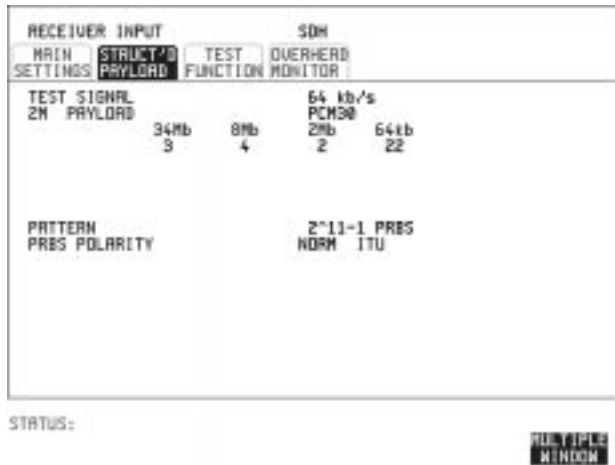 RECEIVER INPUT SDH
MAIN SETTINGS STRUCT'D PAYLOAD TEST FUNCTION OVERHEAD MONITOR
TEST SIGNAL 64 kb/s
2M PAYLOAD PCM30
34Mb 8Mb 2Mb 64kb
3 4 2 22
PATTERN 2^11-1 PRBS
PRBS POLARITY NORM ITU
STATUS:
MULTIPLE
WINDOW